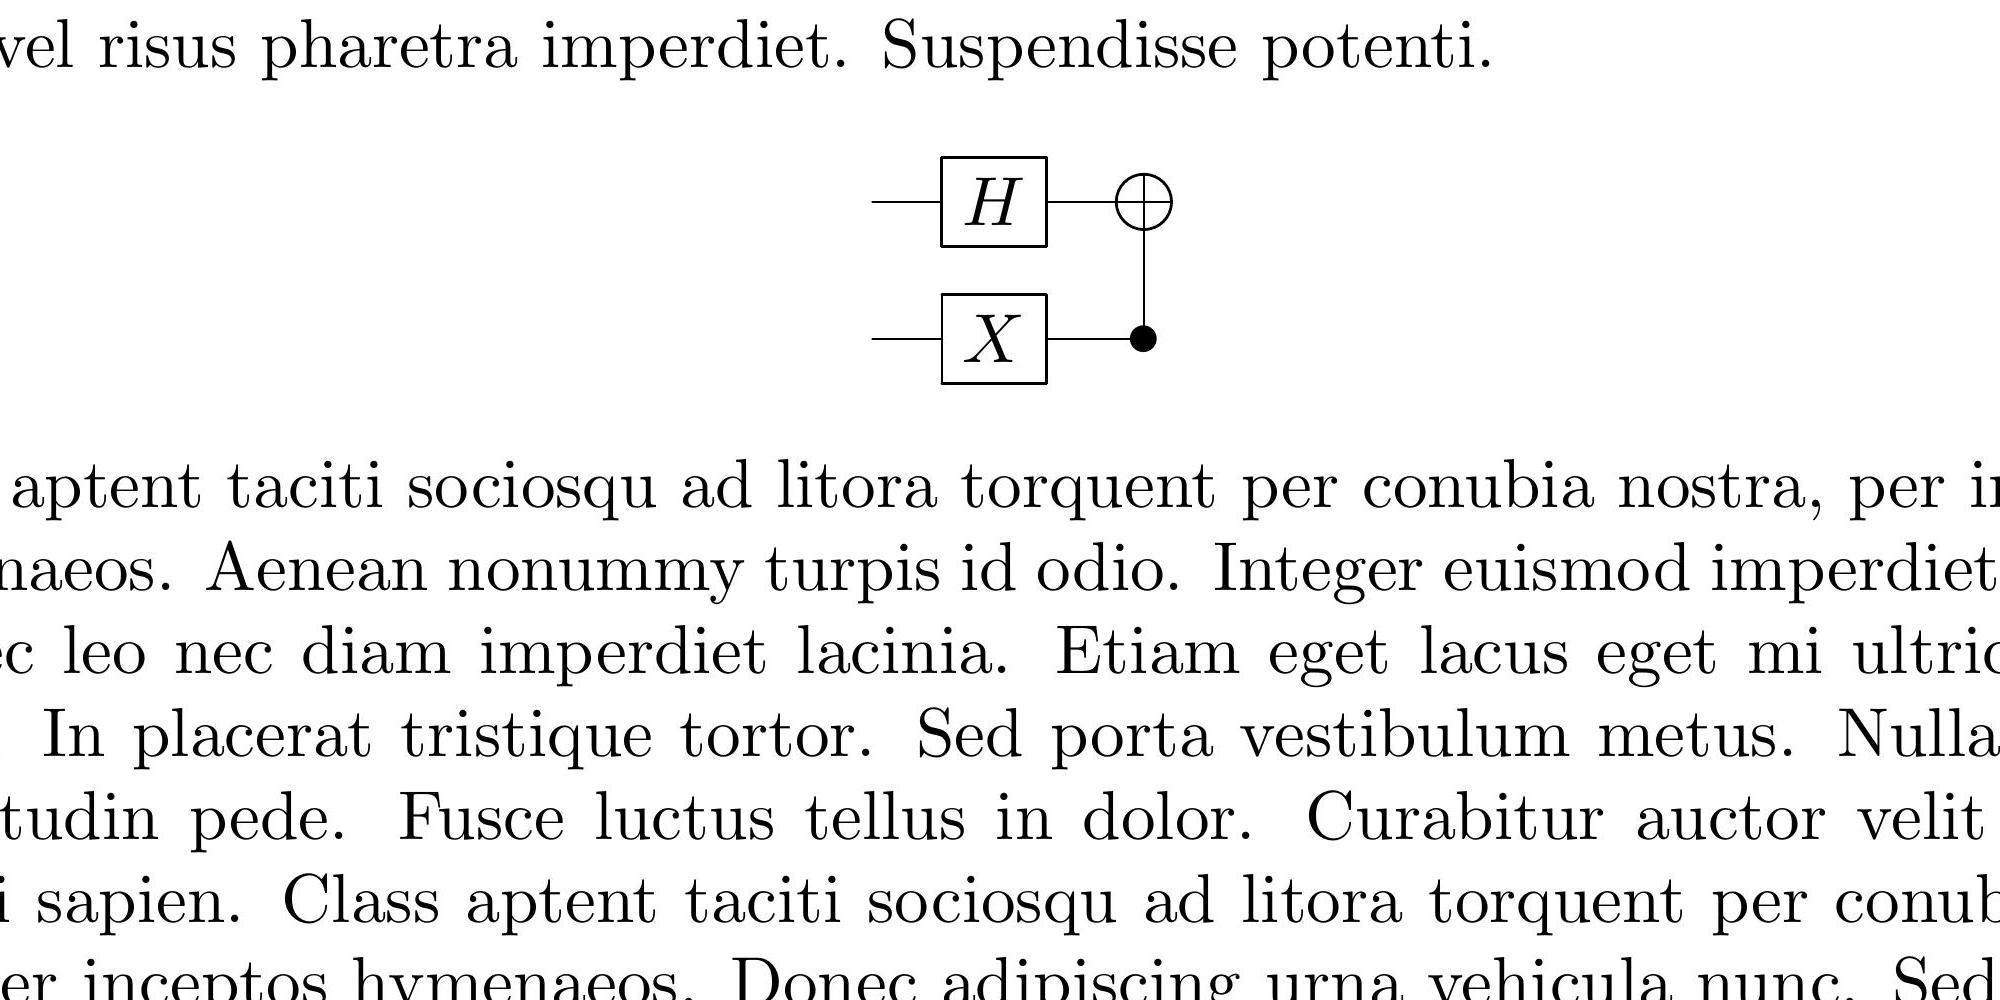 vel risus pharetra imperdiet. Suspendisse potenti.
H
X
aptent taciti sociosqu ad litora torquent per conubia nostra, per in
naeos. Aenean nonummy turpis id odio. Integer euismod imperdiet
ec leo nec diam imperdiet lacinia. Etiam eget lacus eget mi ultric
. In placerat tristique tortor. Sed porta vestibulum metus. Nulla
tudin pede. Fusce luctus tellus in dolor. Curabitur auctor velit
i sapien. Class aptent taciti sociosqu ad litora torquent per conub
er inceptos hymenaeos. Donec adipiscing urna vehicula nunc. Sed